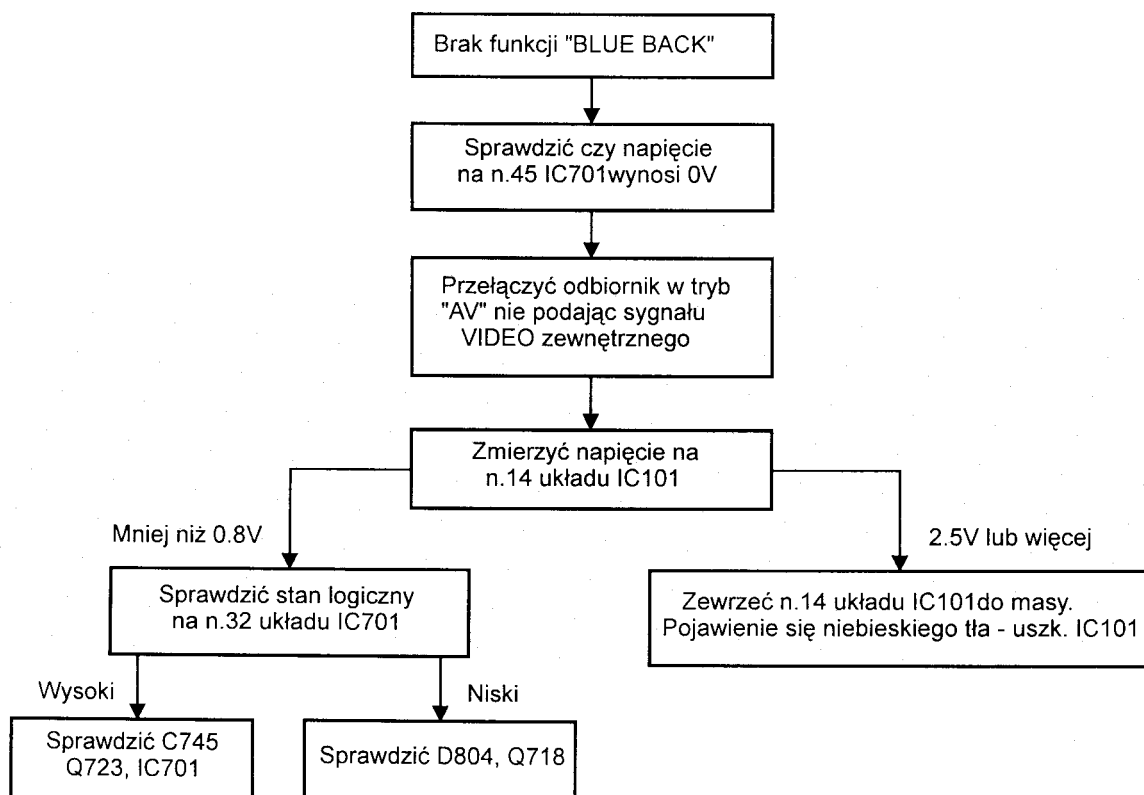 Brak funkcji "BLUE BACK"
Sprawdzić czy napięcie
na n.45 IC701wynosi 0V
Przełączyć odbiornik w tryb
"AV" nie podając sygnału
VIDEO zewnętrznego
Zmierzyć napięcie na
n.14 układu IC101
Mniej niż 0.8V
2.5V lub więcej
Sprawdzić stan logiczny
na n.32 układu IC701
Zewrzeć n.14 układu IC101do masy.
Pojawienie się niebieskiego tła - uszk. IC101
Wysoki
Niski
Sprawdzić C745
Q723, IC701
Sprawdzić D804, Q718